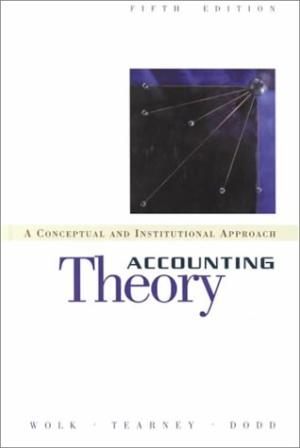 FIFTH EDITION
A CONCEPTUAL AND INSTITUTIONAL APPROACH
ACCOUNTING
Theory
WOLK · TEARNEY · DODD